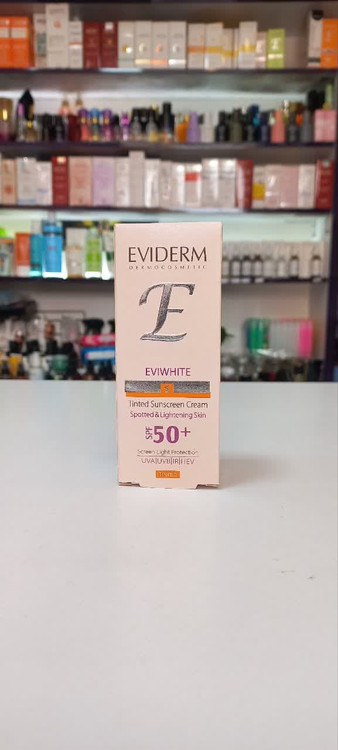 EVIDERM
DERMOCOSMETIC
E
EVIWHITE
Tinted Sunscreen Cream
Spotted & Lightening Skin
SPF 50+
Screen Light Protection
UVA|UVB|IR|HEV